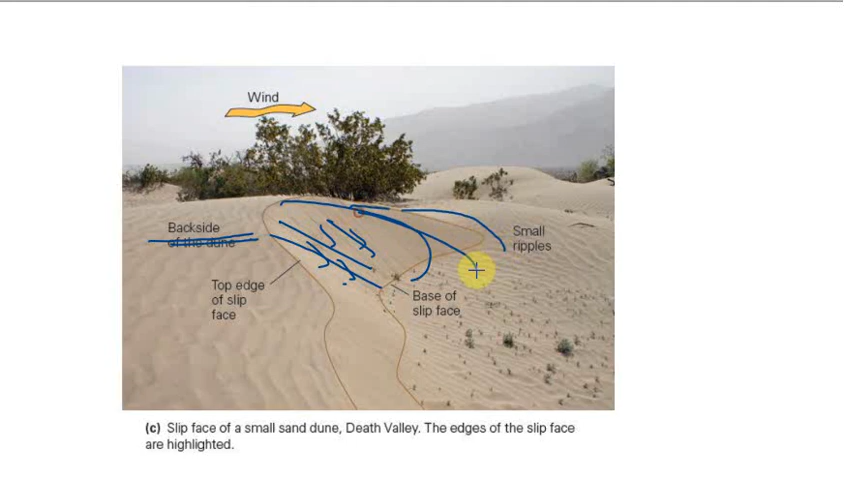 Wind
Backside
of the dune
Small
ripples
Top edge
of slip
face
Base of
slip face
(c) Slip face of a small sand dune, Death Valley. The edges of the slip face
are highlighted.